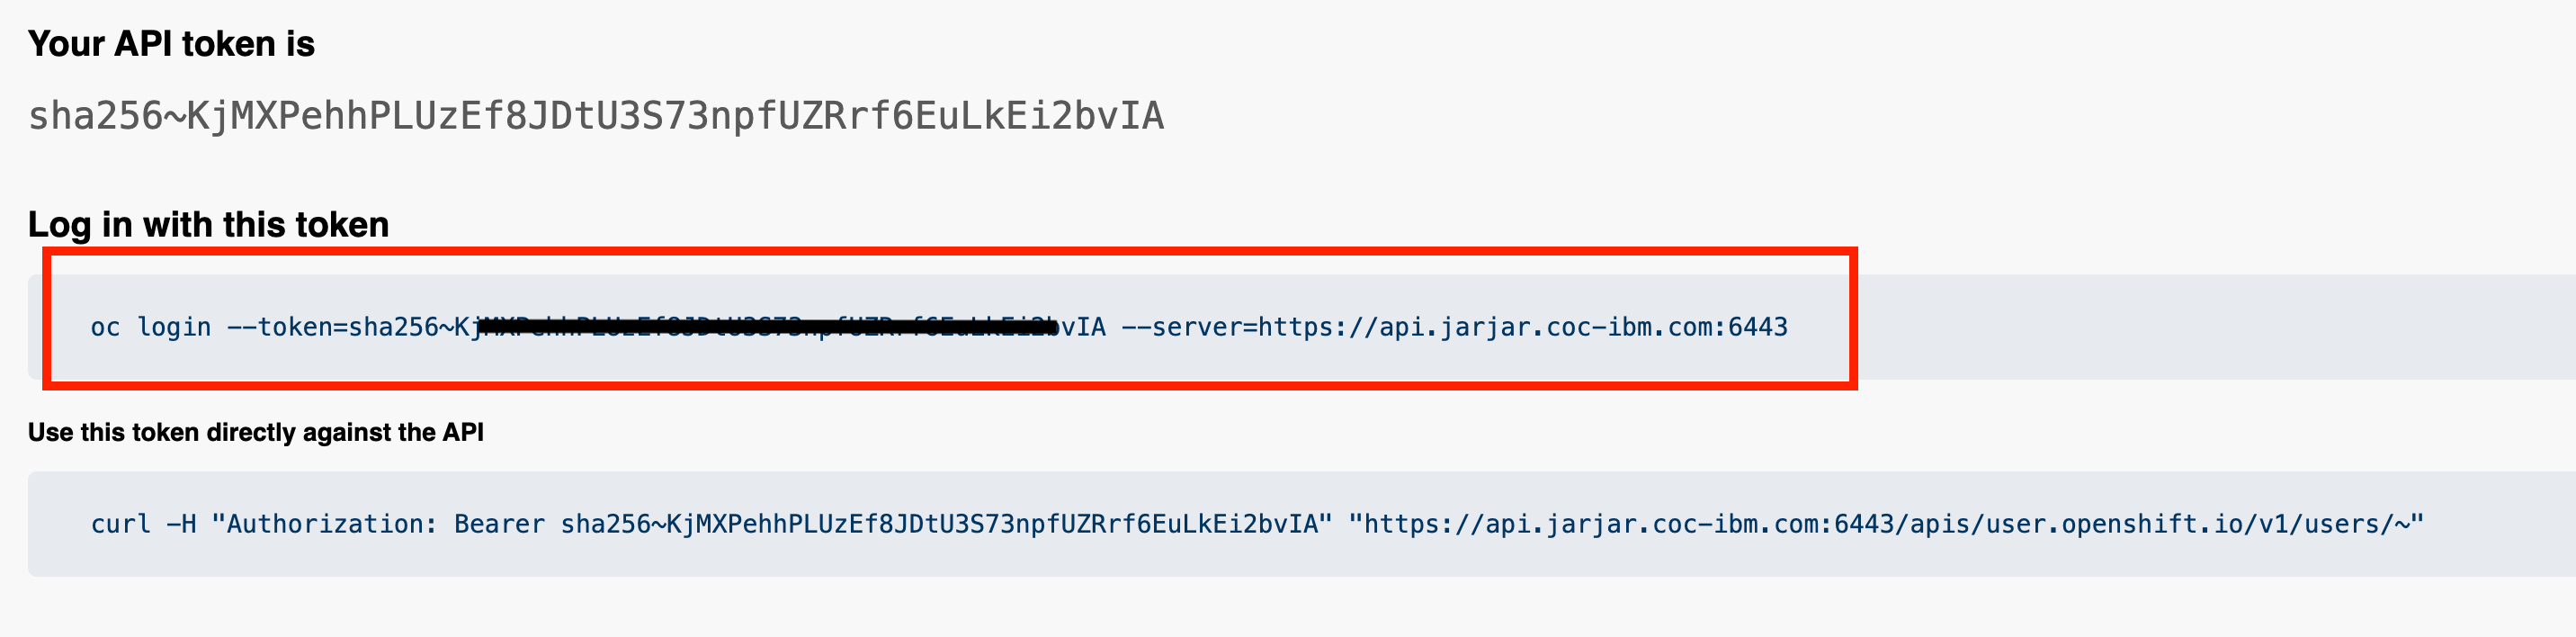 Your API token is
sha256~KjMXPehhPLUzEf8JDtU3S73npfUZRrf6EuLkEi2bvIA
Log in with this token
oc login --token=sha256~Kj bvIA --server=https://api.jarjar.coc-ibm.com:6443
Use this token directly against the API
curl -H "Authorization: Bearer sha256~KjMXPehhPLUzEf8JDtU3S73npfUZRrf6EuLkEi2bvIA" "https://api.jarjar.coc-ibm.com:6443/apis/user.openshift.io/v1/users/~"